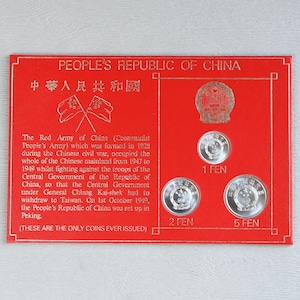 PEOPLE'S REPUBLIC OF CHINA
中華人民共和國
The Red Army of China (Communist
People's Army) which was formed in 1928
during the Chinese civil war, occupied the
whole of the Chinese mainland from 1947 to
1949 whilst fighting against the troops of the
Central Government of the Republic of
China, so that the Central Government
under General Chiang Kai-shek had to
withdraw to Taiwan. On 1st October 1949,
the People's Republic of China was set up in
Peking.
(THESE ARE THE ONLY COINS EVER ISSUED)
1 FEN
2 FEN
5 FEN